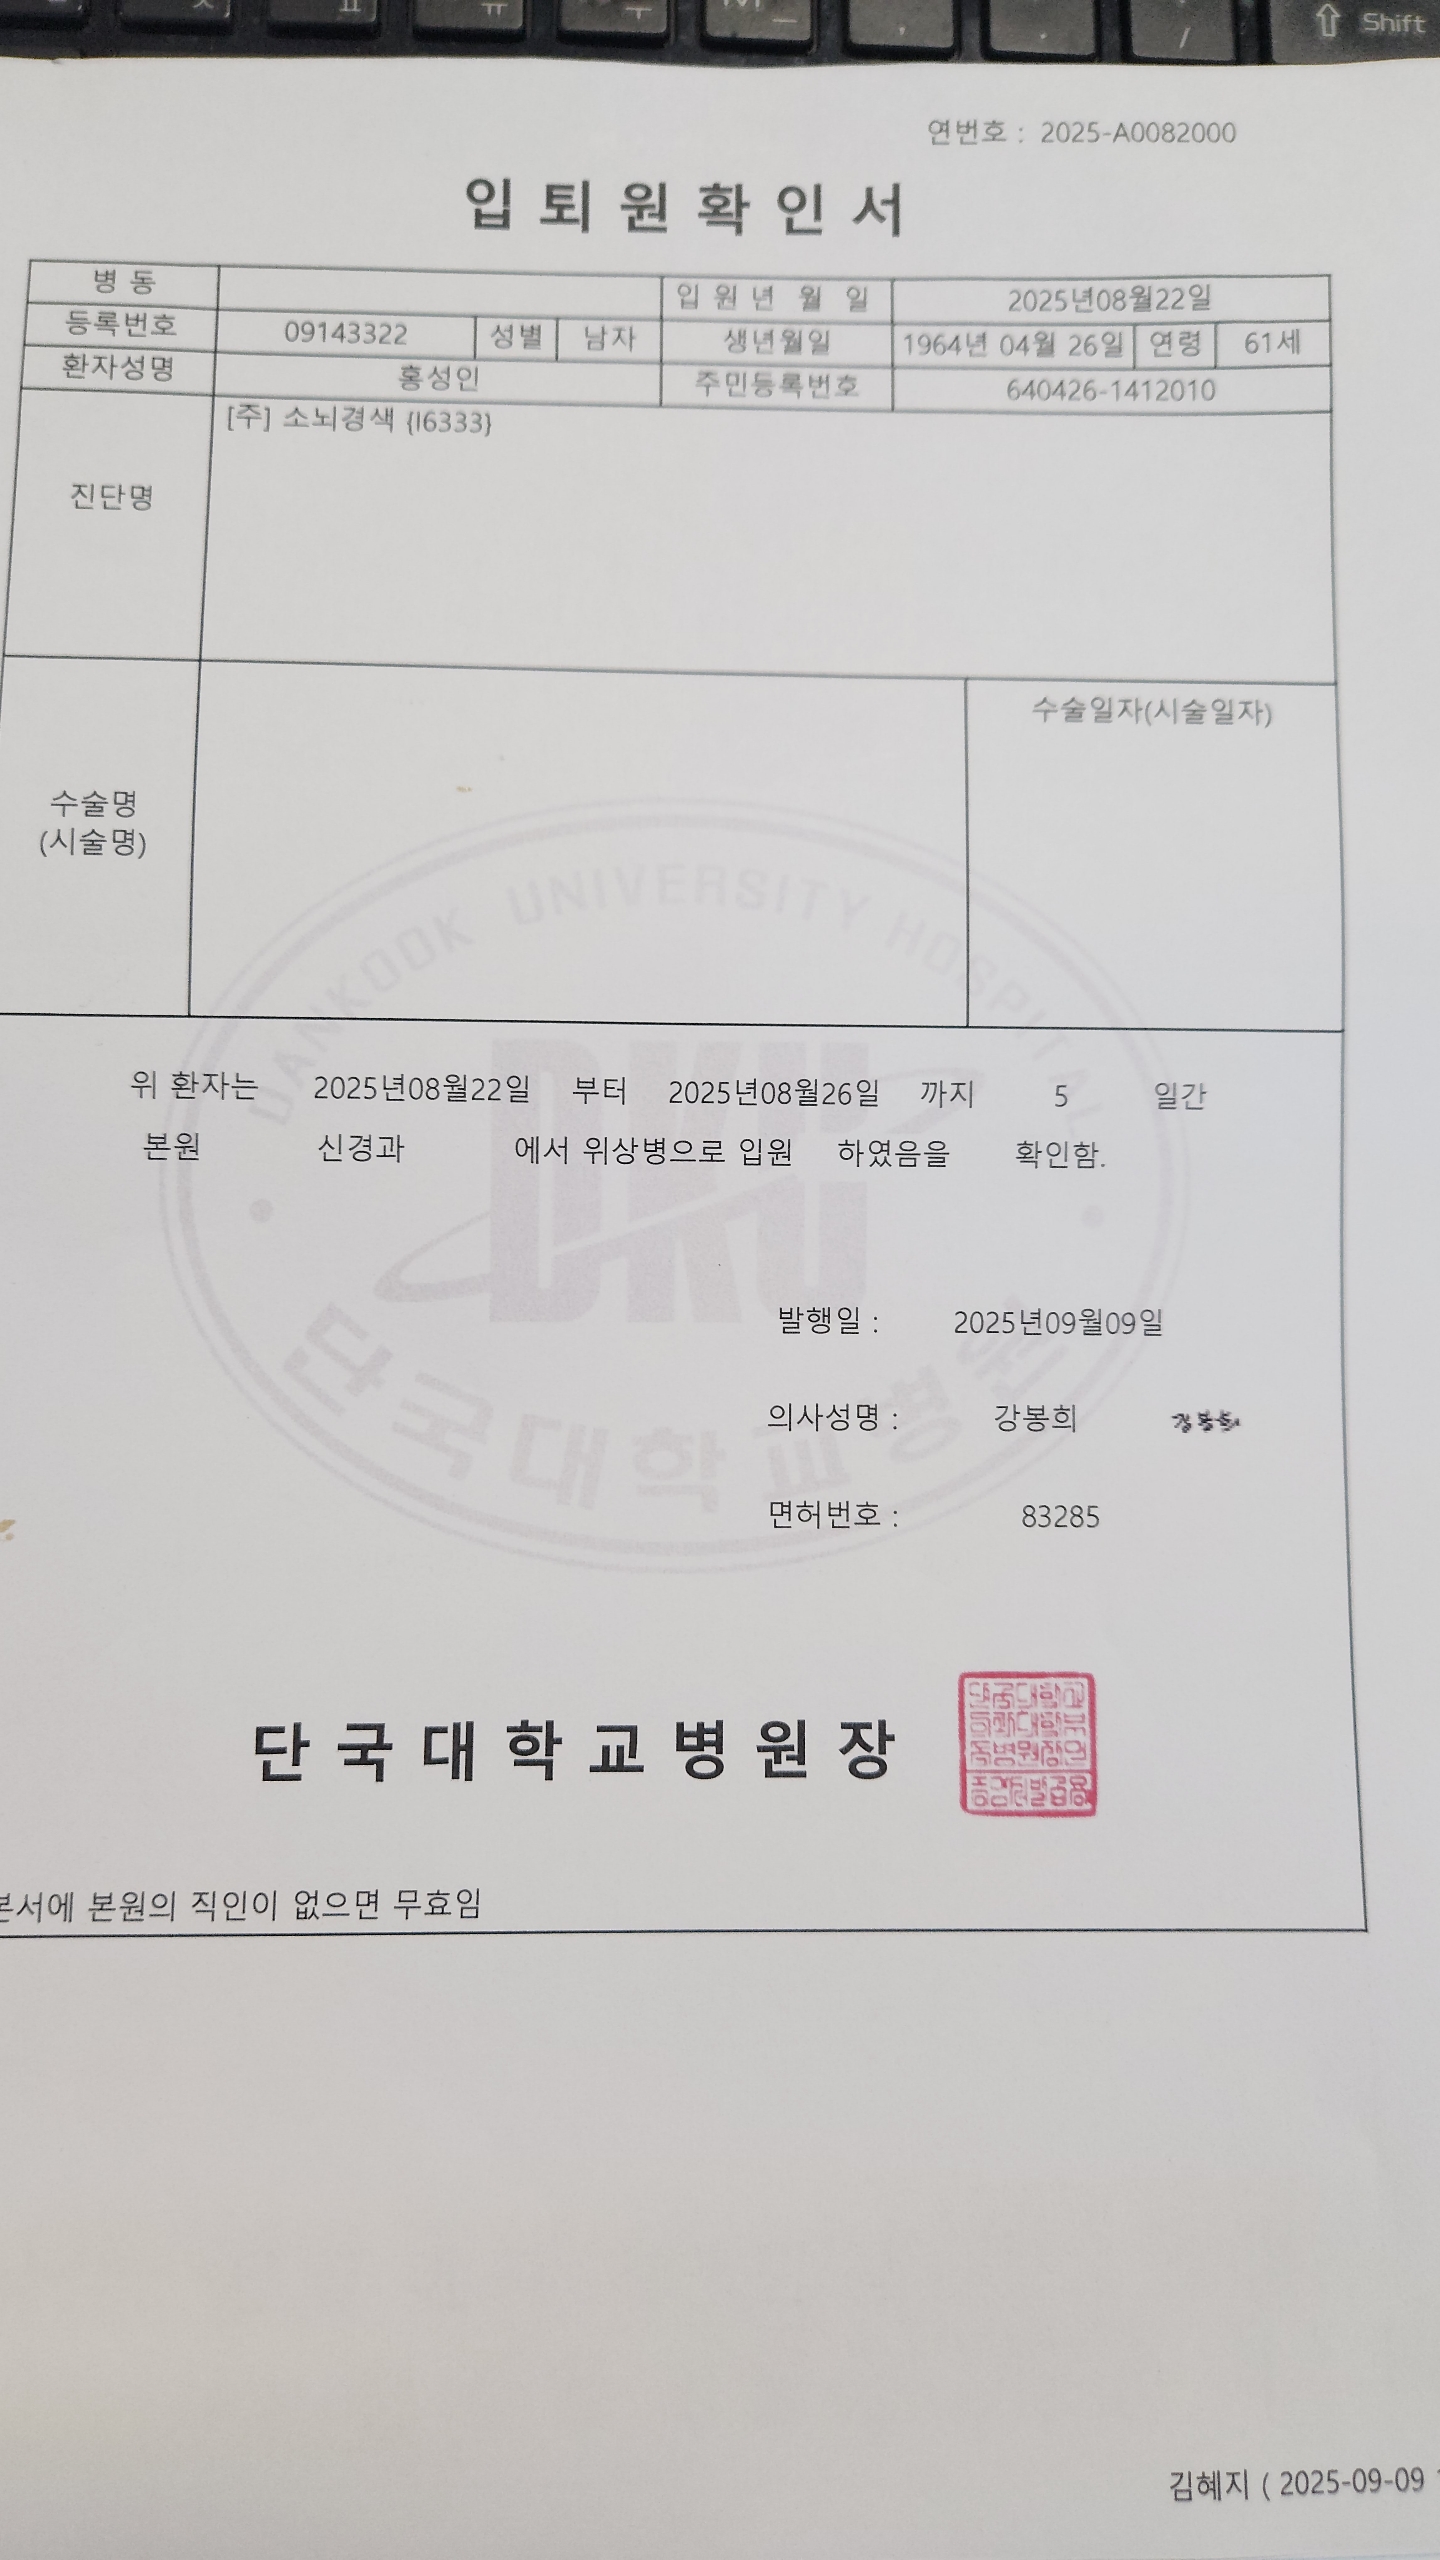 Shift
연번호 : 2025-A0082000
입퇴원확인서
병 동 입 원 년 월 일 2025년08월22일
등록번호 09143322 성별 남자 생년월일 1964년 04월 26일 연령 61세
환자성명 홍성인 주민등록번호 640426-1412010
진단명 [주] 소뇌경색 {I6333}
수술명
(시술명)
수술일자(시술일자)
DANKOOK UNIVERSITY HOSPITAL
DKU
단국대학교병원
위 환자는 2025년08월22일 부터 2025년08월26일 까지 5 일간
본원 신경과 에서 위상병으로 입원 하였음을 확인함.
발행일 : 2025년09월09일
의사성명 : 강봉희 강봉희
면허번호 : 83285
단국대학교병원장
본서에 본원의 직인이 없으면 무효임
김혜지 ( 2025-09-09